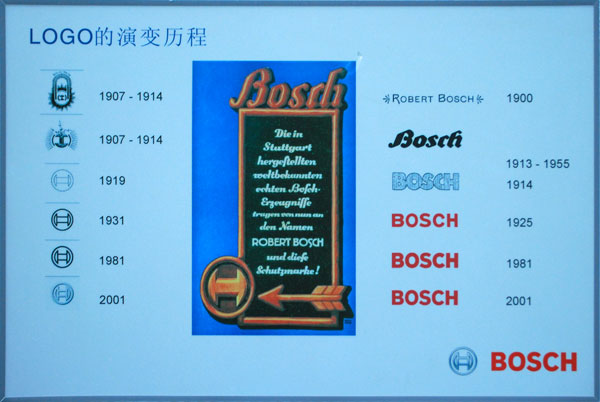 LOGO的演变历程
1907 - 1914
1907 - 1914
1919
1931
1981
2001
Bosch
Die in
Stuttgart
hergestellten
weltbekannten
echten Bosch-
Erzeugnisse
tragen von nun an
den Namen
ROBERT BOSCH
und diese
Schutzmarke!
ROBERT BOSCH
1900
Bosch
1913 - 1955
BOSCH
1914
BOSCH
1925
BOSCH
1981
BOSCH
2001
BOSCH